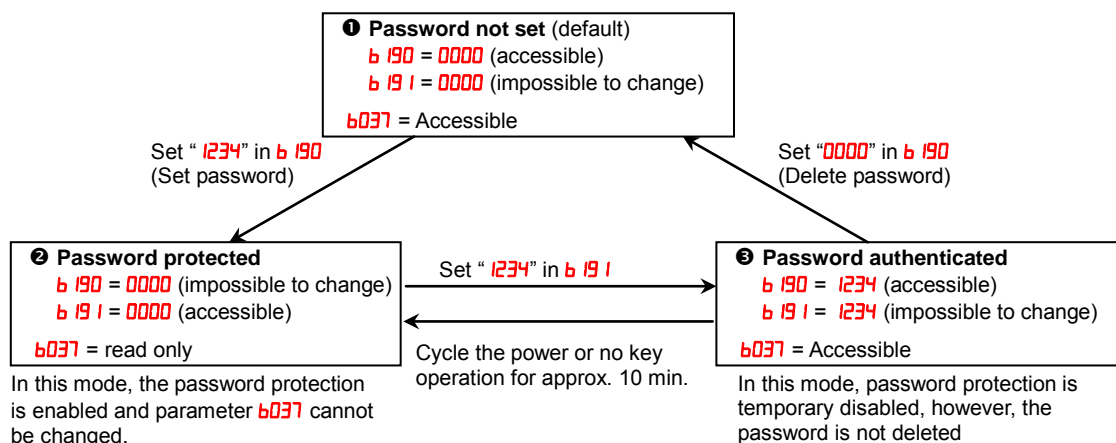 ❶ Password not set (default)
b190 = 0000 (accessible)
b191 = 0000 (impossible to change)
b037 = Accessible
Set “1234” in b190
(Set password)
Set “0000” in b190
(Delete password)
❷ Password protected
b190 = 0000 (impossible to change)
b191 = 0000 (accessible)
b037 = read only
Set “1234” in b191
Cycle the power or no key
operation for approx. 10 min.
❸ Password authenticated
b190 = 1234 (accessible)
b191 = 1234 (impossible to change)
b037 = Accessible
In this mode, the password protection
is enabled and parameter b037 cannot
be changed.
In this mode, password protection is
temporary disabled, however, the
password is not deleted